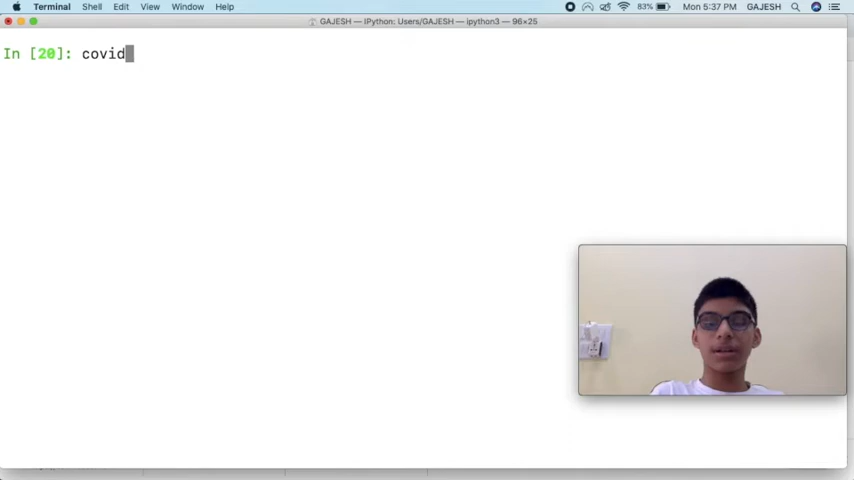 Terminal Shell Edit View Window Help 83% Mon 5:37 PM GAJESH
GAJESH — IPython: Users/GAJESH — ipython3 — 96×25
In [20]: covid